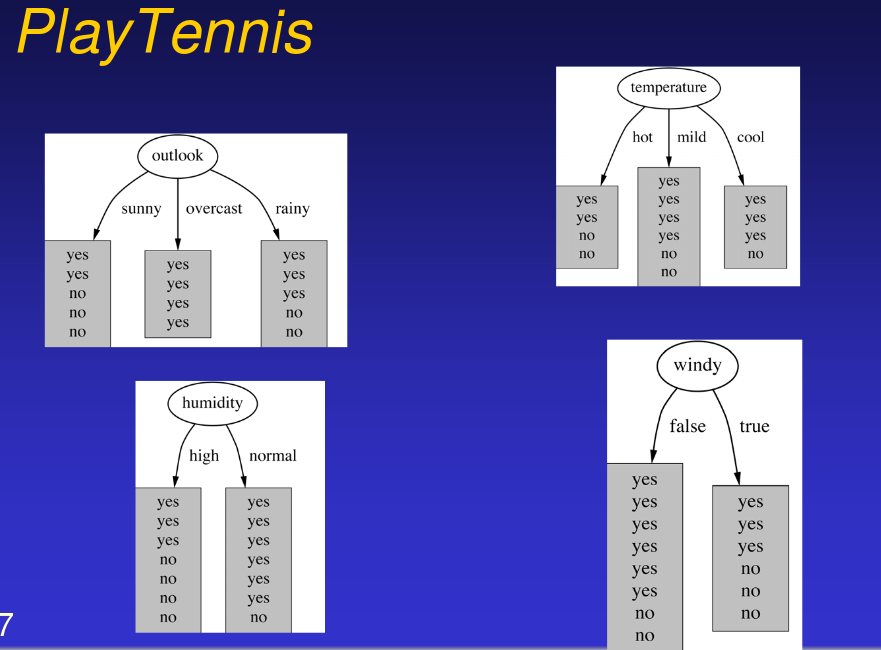 PlayTennis
outlook
sunny overcast rainy
yes
yes
no
no
no
yes
yes
yes
yes
yes
yes
yes
no
no
temperature
hot mild cool
yes
yes
no
no
yes
yes
yes
yes
no
no
yes
yes
yes
no
humidity
high normal
yes
yes
yes
no
no
no
no
yes
yes
yes
yes
yes
yes
no
windy
false true
yes
yes
yes
yes
yes
yes
no
no
yes
yes
yes
no
no
no
7